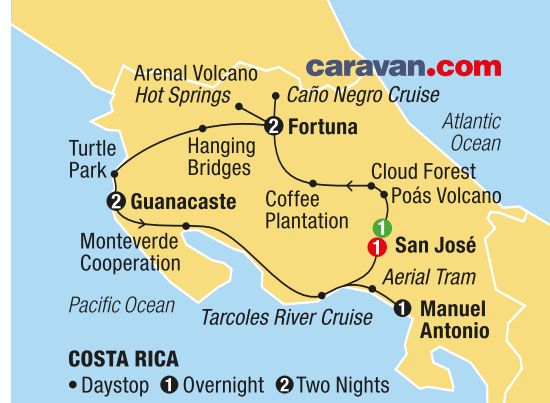 caravan.com
Arenal Volcano
Hot Springs
Caño Negro Cruise
2 Fortuna
Atlantic
Ocean
Hanging
Bridges
Turtle
Park
Cloud Forest
Poás Volcano
2 Guanacaste
Coffee
Plantation
1
1 San José
Monteverde
Cooperation
Aerial Tram
Pacific Ocean
Tarcoles River Cruise
1 Manuel
Antonio
COSTA RICA
• Daystop 1 Overnight 2 Two Nights